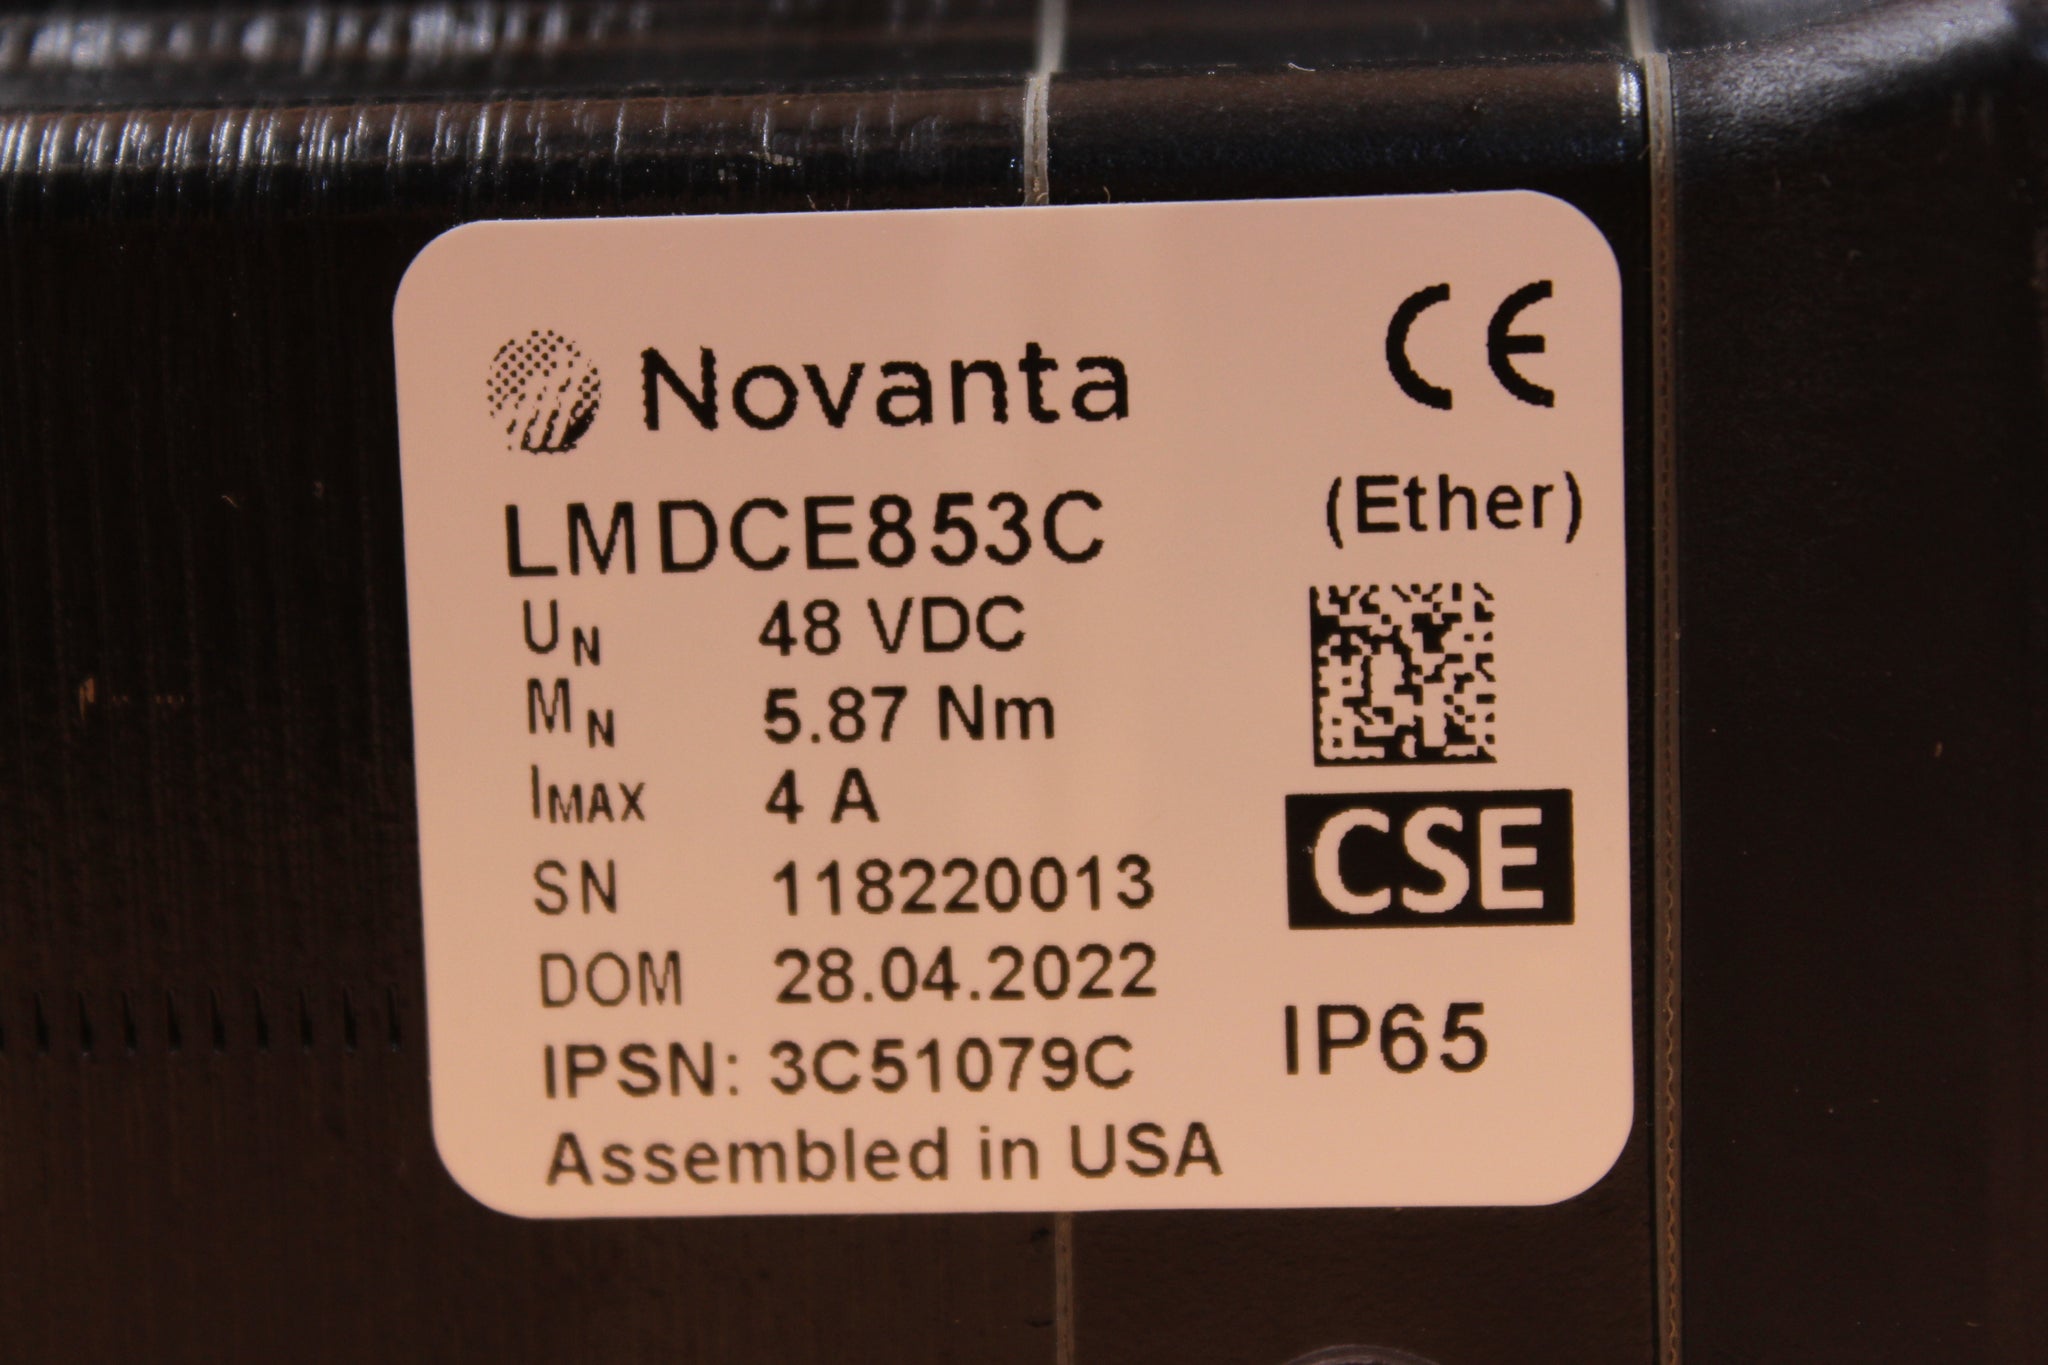 Novanta
CE
LMDCE853C
(Ether)
UN 48 VDC
MN 5.87 Nm
IMAX 4 A
SN 118220013
CSE
DOM 28.04.2022
IPSN: 3C51079C
IP65
Assembled in USA